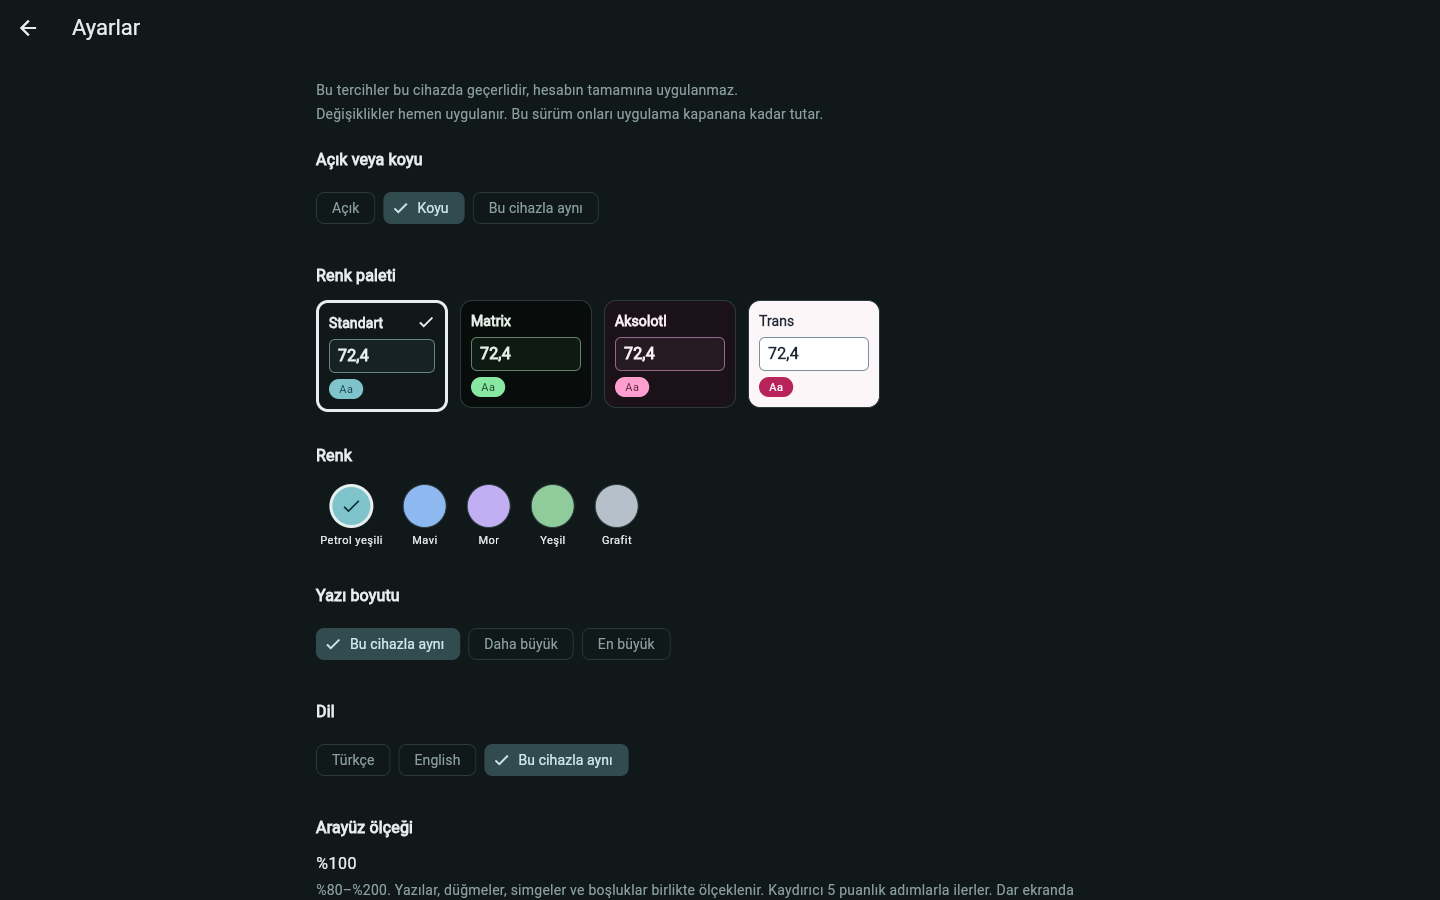 Ayarlar
Bu tercihler bu cihazda geçerlidir, hesabın tamamına uygulanmaz.
Değişiklikler hemen uygulanır. Bu sürüm onları uygulama kapanana kadar tutar.
Açık veya koyu
Açık
Koyu
Bu cihazla aynı
Renk paleti
Standart
72,4
Aa
Matrix
72,4
Aa
Aksolotl
72,4
Aa
Trans
72,4
Aa
Renk
Petrol yeşili
Mavi
Mor
Yeşil
Grafit
Yazı boyutu
Bu cihazla aynı
Daha büyük
En büyük
Dil
Türkçe
English
Bu cihazla aynı
Arayüz ölçeği
%100
%80–%200. Yazılar, düğmeler, simgeler ve boşluklar birlikte ölçeklenir. Kaydırıcı 5 puanlık adımlarla ilerler. Dar ekranda